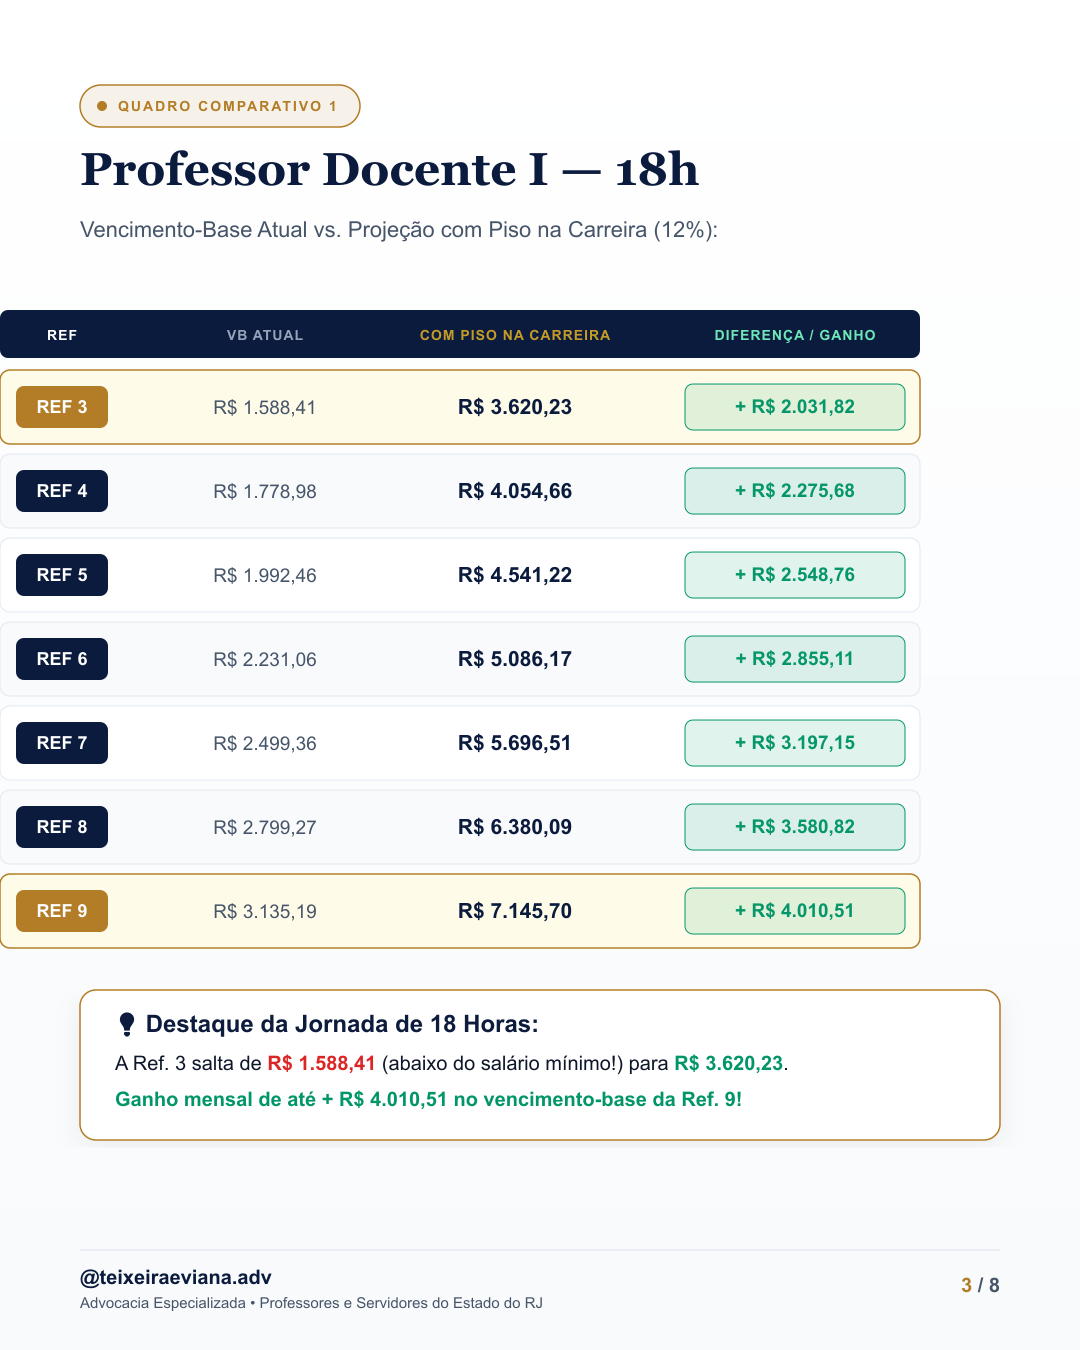 QUADRO COMPARATIVO 1
Professor Docente I — 18h
Vencimento-Base Atual vs. Projeção com Piso na Carreira (12%):
REF VB ATUAL COM PISO NA CARREIRA DIFERENÇA / GANHO
REF 3 R$ 1.588,41 R$ 3.620,23 + R$ 2.031,82
REF 4 R$ 1.778,98 R$ 4.054,66 + R$ 2.275,68
REF 5 R$ 1.992,46 R$ 4.541,22 + R$ 2.548,76
REF 6 R$ 2.231,06 R$ 5.086,17 + R$ 2.855,11
REF 7 R$ 2.499,36 R$ 5.696,51 + R$ 3.197,15
REF 8 R$ 2.799,27 R$ 6.380,09 + R$ 3.580,82
REF 9 R$ 3.135,19 R$ 7.145,70 + R$ 4.010,51
Destaque da Jornada de 18 Horas:
A Ref. 3 salta de R$ 1.588,41 (abaixo do salário mínimo!) para R$ 3.620,23.
Ganho mensal de até + R$ 4.010,51 no vencimento-base da Ref. 9!
@teixeiraeviana.adv
Advocacia Especializada • Professores e Servidores do Estado do RJ
3 / 8